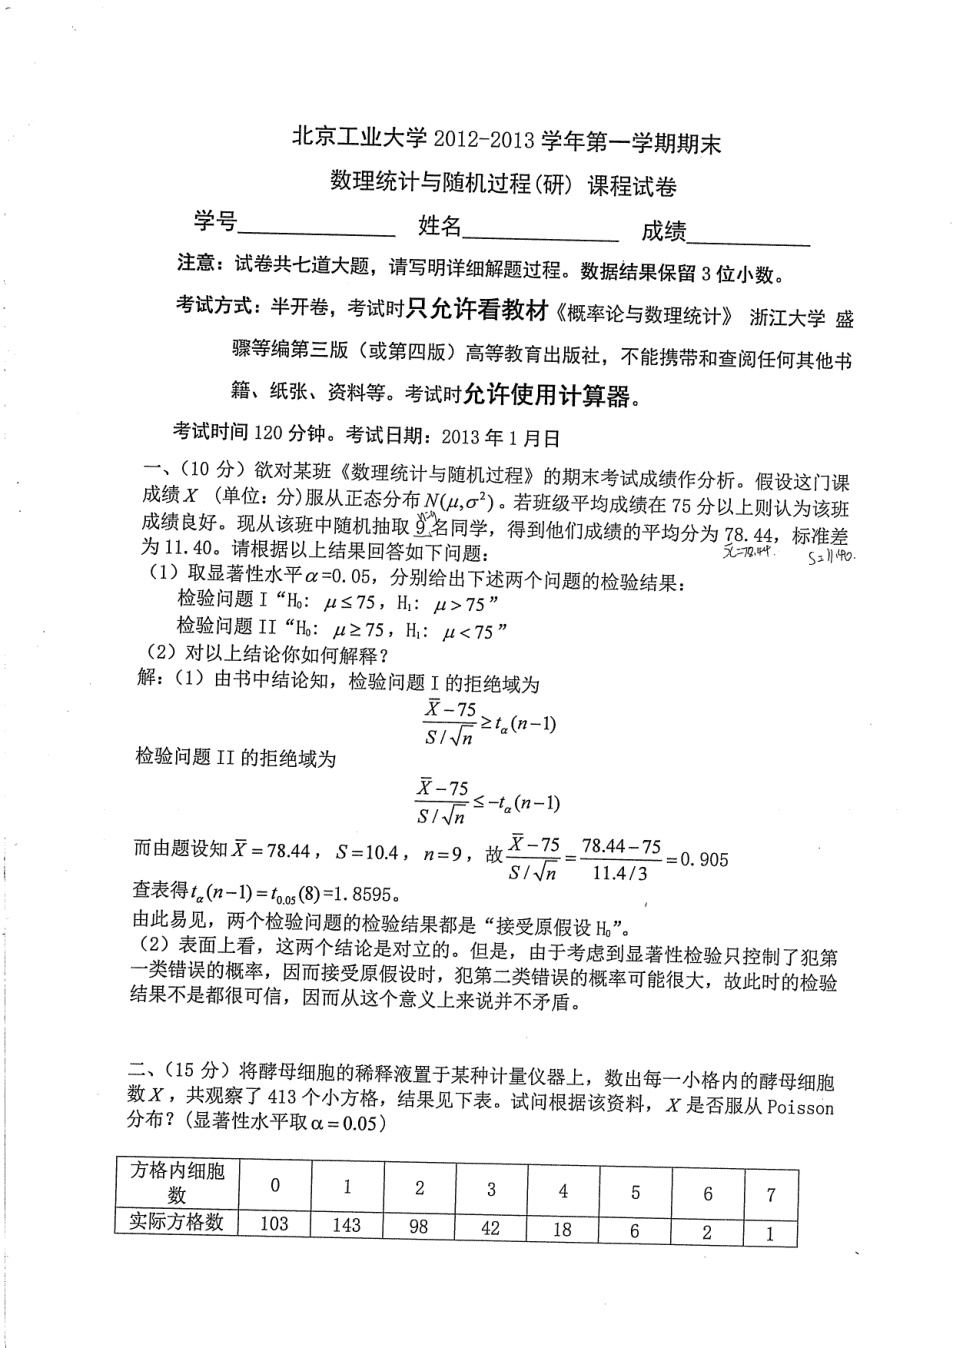 北京工业大学 2012-2013 学年第一学期期末
数理统计与随机过程(研) 课程试卷
学号 姓名 成绩
注意：试卷共七道大题，请写明详细解题过程。数据结果保留 3 位小数。
考试方式：半开卷，考试时只允许看教材《概率论与数理统计》 浙江大学 盛
骤等编第三版（或第四版）高等教育出版社，不能携带和查阅任何其他书
籍、纸张、资料等。考试时允许使用计算器。
考试时间 120 分钟。考试日期：2013 年 1 月日
一、（10 分）欲对某班《数理统计与随机过程》的期末考试成绩作分析。假设这门课
成绩 X （单位：分)服从正态分布 N(μ,σ²)。若班级平均成绩在 75 分以上则认为该班
成绩良好。现从该班中随机抽取 9 名同学，得到他们成绩的平均分为 78.44，标准差
n=9
为 11.40。请根据以上结果回答如下问题：
x̄=78.44. S=11.40.
（1）取显著性水平α=0.05，分别给出下述两个问题的检验结果：
检验问题 I “H₀： μ≤75，H₁： μ>75”
检验问题 II “H₀： μ≥75，H₁： μ<75”
（2）对以上结论你如何解释？
解：（1）由书中结论知，检验问题 I 的拒绝域为
(X̄-75)/(S/√n) ≥ tα(n-1)
检验问题 II 的拒绝域为
(X̄-75)/(S/√n) ≤ -tα(n-1)
而由题设知 X̄=78.44，S=10.4，n=9，故 (X̄-75)/(S/√n) = (78.44-75)/(11.4/3) =0.905
查表得tα(n-1)=t0.05(8)=1.8595。
由此易见，两个检验问题的检验结果都是“接受原假设 H₀”。
（2）表面上看，这两个结论是对立的。但是，由于考虑到显著性检验只控制了犯第
一类错误的概率，因而接受原假设时，犯第二类错误的概率可能很大，故此时的检验
结果不是都很可信，因而从这个意义上来说并不矛盾。
二、（15 分）将酵母细胞的稀释液置于某种计量仪器上，数出每一小格内的酵母细胞
数 X，共观察了 413 个小方格，结果见下表。试问根据该资料，X 是否服从 Poisson
分布？(显著性水平取 α=0.05）
方格内细胞数 0 1 2 3 4 5 6 7
实际方格数 103 143 98 42 18 6 2 1